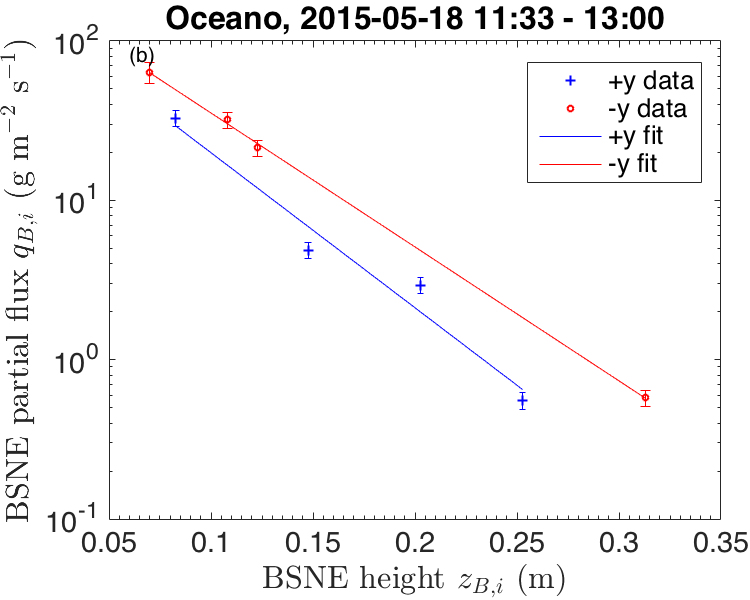 Oceano, 2015-05-18 11:33 - 13:00
(b)
+y data
-y data
+y fit
-y fit
10^2
10^1
10^0
10^-1
BSNE partial flux q_{B,i} (g m^{-2} s^{-1})
0.05 0.1 0.15 0.2 0.25 0.3 0.35
BSNE height z_{B,i} (m)